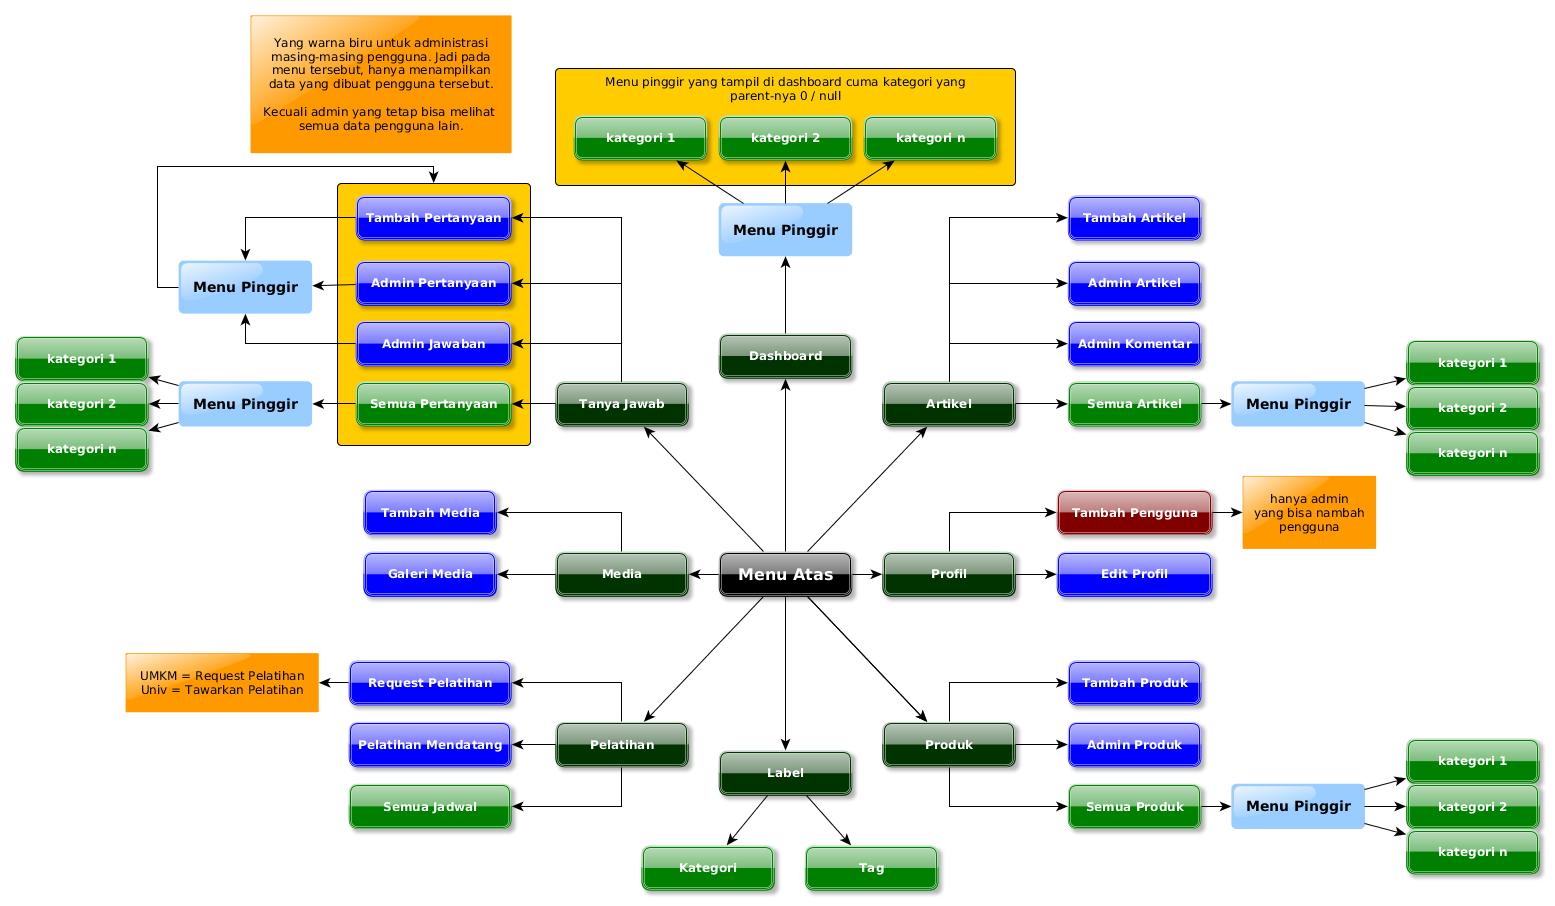 Yang warna biru untuk administrasi
masing-masing pengguna. Jadi pada
menu tersebut, hanya menampilkan
data yang dibuat pengguna tersebut.
Kecuali admin yang tetap bisa melihat
semua data pengguna lain.
Menu pinggir yang tampil di dashboard cuma kategori yang
parent-nya 0 / null
kategori 1
kategori 2
kategori n
Menu Pinggir
Dashboard
Tambah Pertanyaan
Admin Pertanyaan
Admin Jawaban
Semua Pertanyaan
Tanya Jawab
Menu Pinggir
Menu Pinggir
kategori 1
kategori 2
kategori n
Tambah Artikel
Admin Artikel
Admin Komentar
Artikel
Semua Artikel
Menu Pinggir
kategori 1
kategori 2
kategori n
Tambah Media
Galeri Media
Media
Menu Atas
Profil
Tambah Pengguna
Edit Profil
hanya admin
yang bisa nambah
pengguna
UMKM = Request Pelatihan
Univ = Tawarkan Pelatihan
Request Pelatihan
Pelatihan Mendatang
Semua Jadwal
Pelatihan
Label
Kategori
Tag
Produk
Tambah Produk
Admin Produk
Semua Produk
Menu Pinggir
kategori 1
kategori 2
kategori n